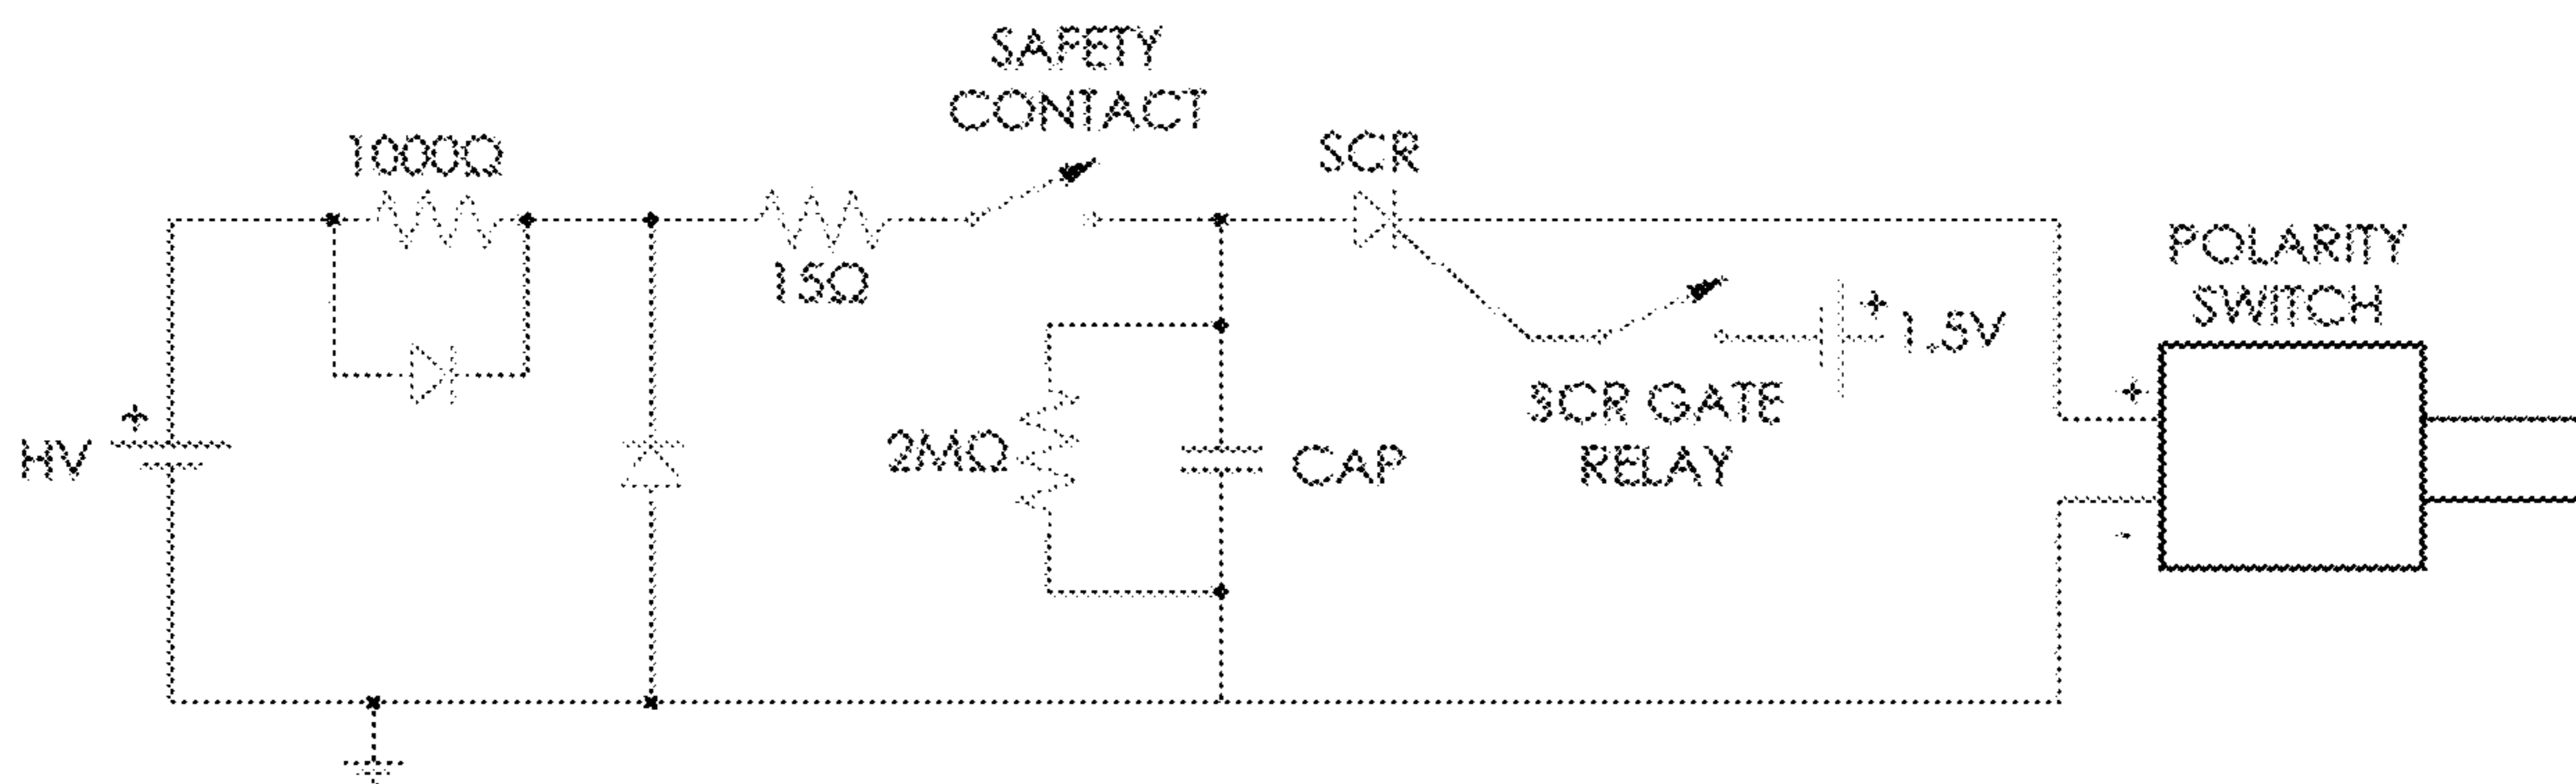 SAFETY
CONTACT
1000Ω
SCR
15Ω
POLARITY
SWITCH
+
1.5V
+
HV
+
SCR GATE
RELAY
2MΩ
CAP
-